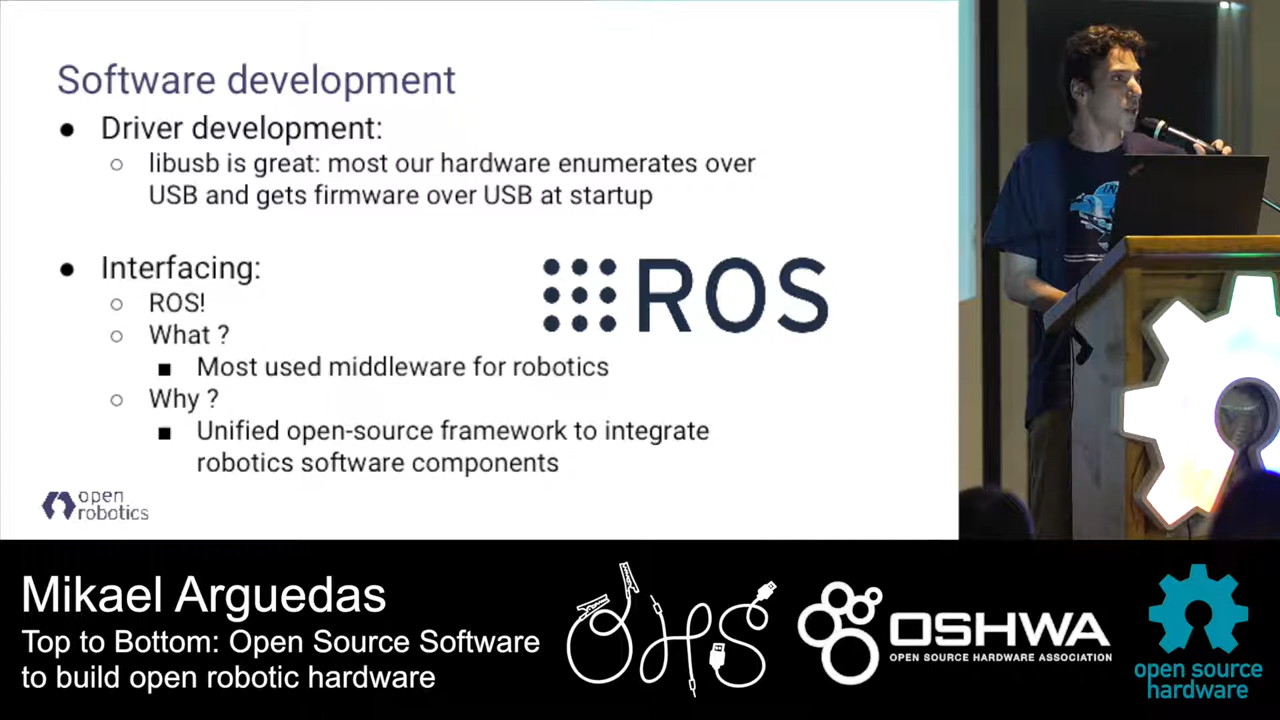 Software development
● Driver development:
○ libusb is great: most our hardware enumerates over
USB and gets firmware over USB at startup
● Interfacing:
○ ROS!
○ What ?
■ Most used middleware for robotics
○ Why ?
■ Unified open-source framework to integrate
robotics software components
ROS
open
robotics
Mikael Arguedas
Top to Bottom: Open Source Software
to build open robotic hardware
OHS
OSHWA
OPEN SOURCE HARDWARE ASSOCIATION
open source
hardware